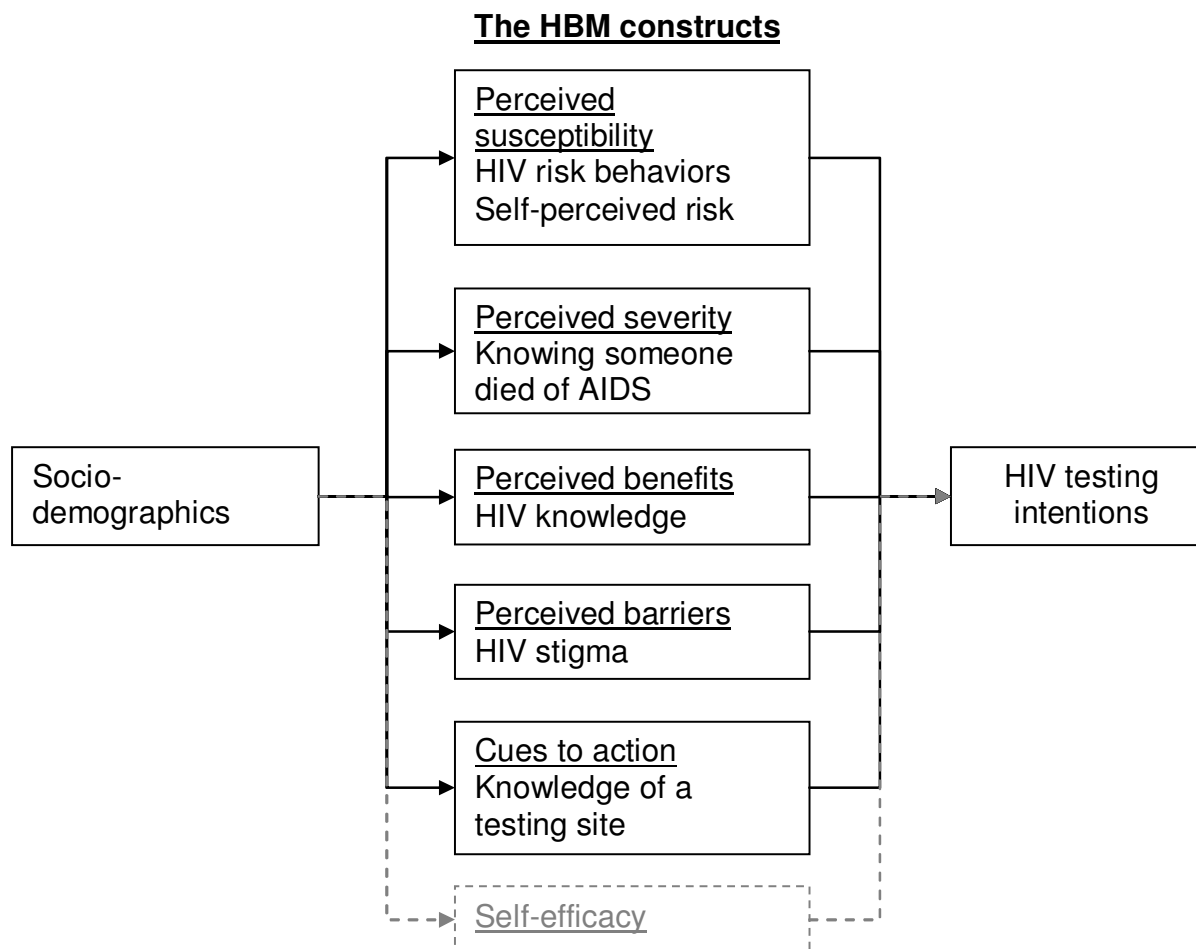 The HBM constructs
Perceived
susceptibility
HIV risk behaviors
Self-perceived risk
Perceived severity
Knowing someone
died of AIDS
Socio-
demographics
Perceived benefits
HIV knowledge
HIV testing
intentions
Perceived barriers
HIV stigma
Cues to action
Knowledge of a
testing site
Self-efficacy